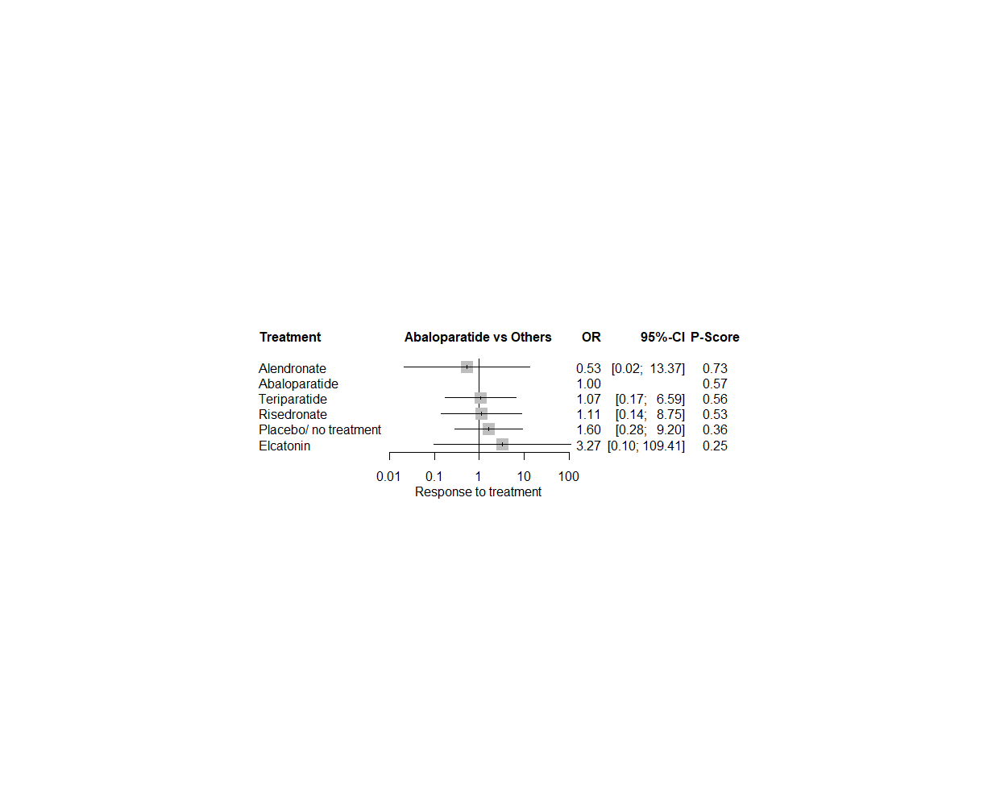 Treatment Abaloparatide vs Others OR 95%-CI P-Score
Alendronate 0.53 [0.02; 13.37] 0.73
Abaloparatide 1.00 0.57
Teriparatide 1.07 [0.17; 6.59] 0.56
Risedronate 1.11 [0.14; 8.75] 0.53
Placebo/ no treatment 1.60 [0.28; 9.20] 0.36
Elcatonin 3.27 [0.10; 109.41] 0.25
0.01 0.1 1 10 100
Response to treatment